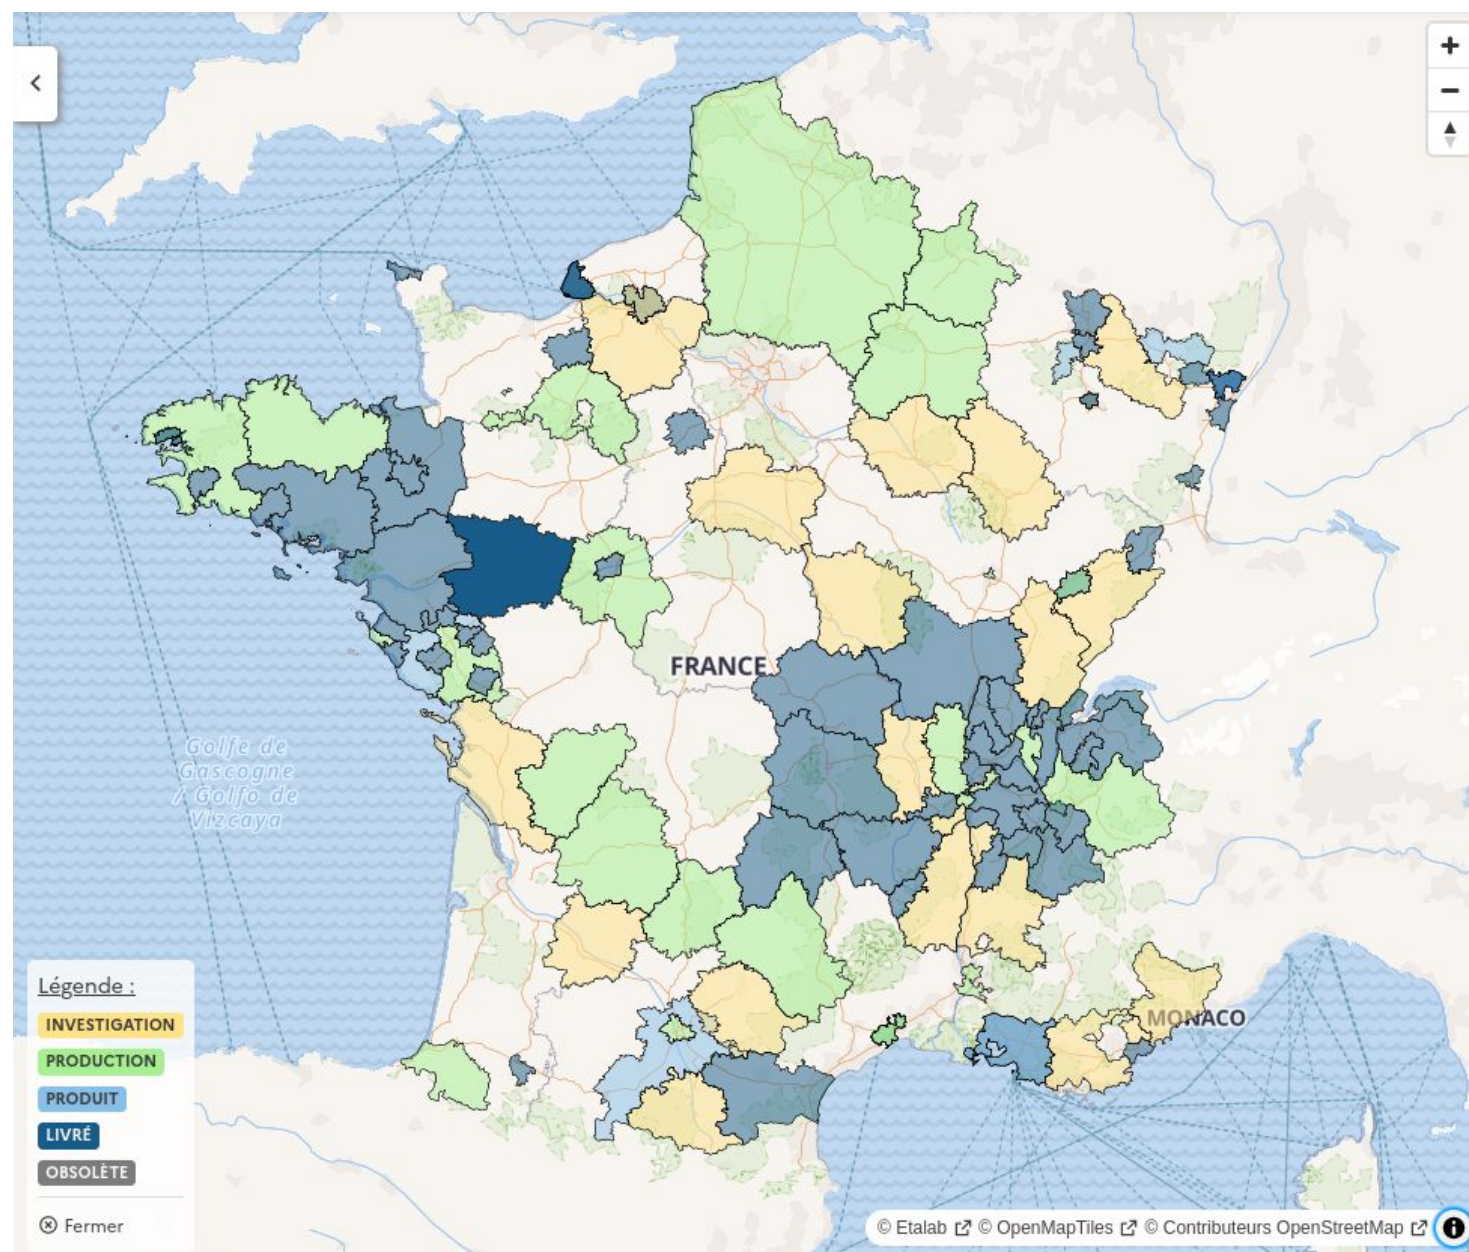 FRANCE
Golfe de
Gascogne
/ Golfo de
Vizcaya
MONACO
Légende :
INVESTIGATION
PRODUCTION
PRODUIT
LIVRÉ
OBSOLÈTE
Fermer
© Etalab © OpenMapTiles © Contributeurs OpenStreetMap